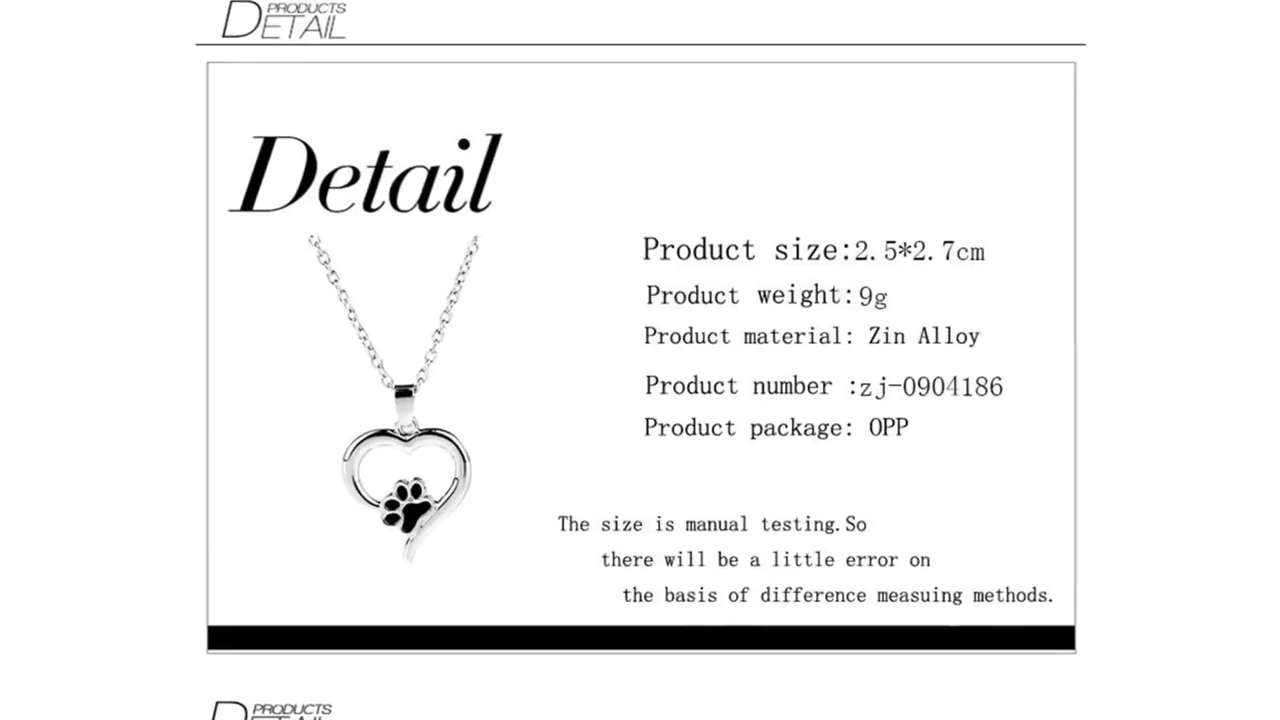 PRODUCTS
DETAIL
Detail
Product size:2.5*2.7cm
Product weight:9g
Product material: Zin Alloy
Product number :zj-0904186
Product package: OPP
The size is manual testing.So
there will be a little error on
the basis of difference measuing methods.
PRODUCTS
DETAIL